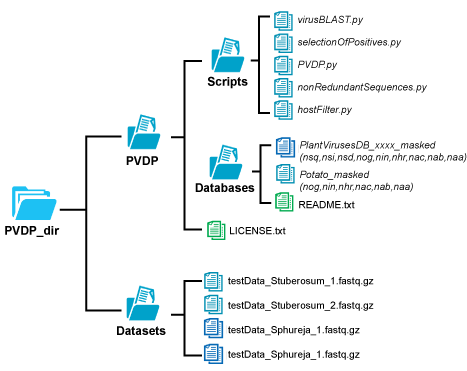 virusBLAST.py
selectionOfPositives.py
PVDP.py
nonRedundantSequences.py
hostFilter.py
Scripts
PVDP
PlantVirusesDB_xxxx_masked
(nsq,nsi,nsd,nog,nin,nhr,nac,nab,naa)
Potato_masked
(nog,nin,nhr,nac,nab,naa)
README.txt
Databases
LICENSE.txt
PVDP_dir
testData_Stuberosum_1.fastq.gz
testData_Stuberosum_2.fastq.gz
testData_Sphureja_1.fastq.gz
testData_Sphureja_1.fastq.gz
Datasets